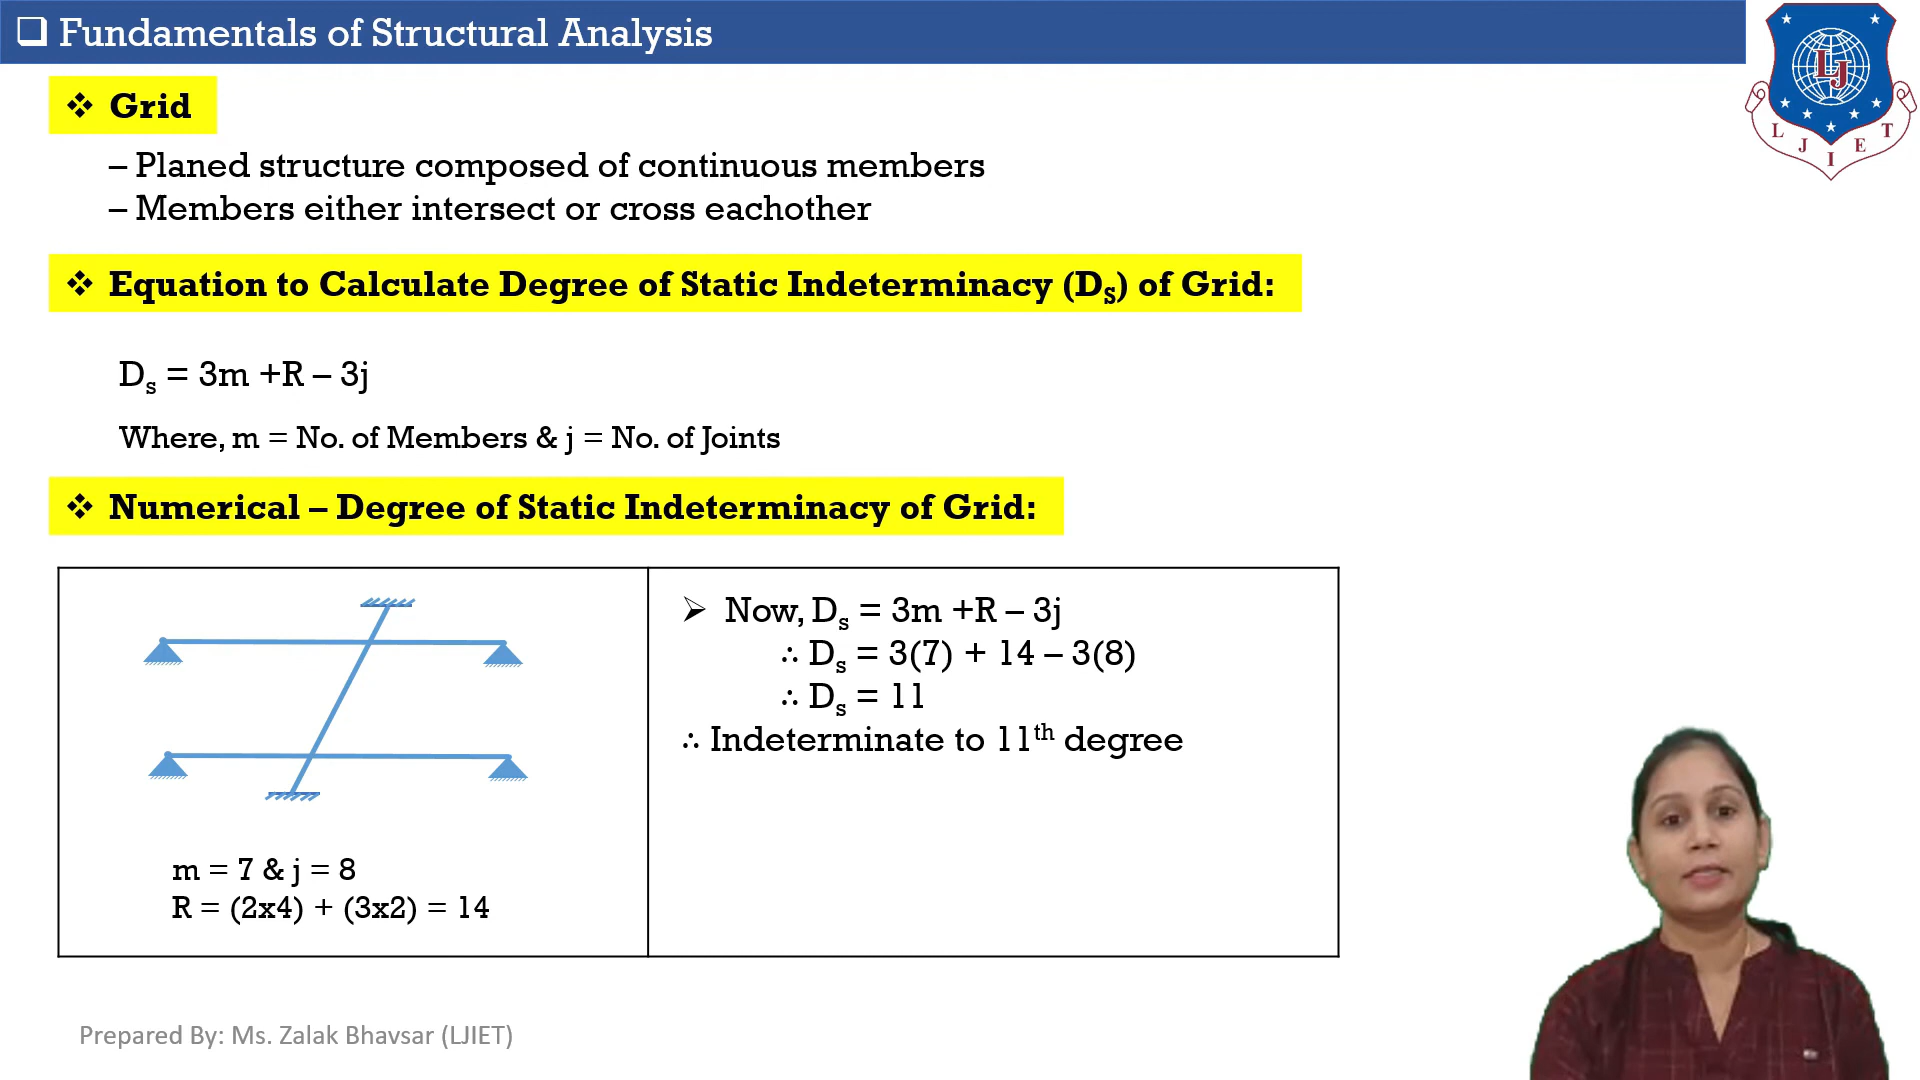 ❑ Fundamentals of Structural Analysis
L J I E T
LJ
❖ Grid
– Planed structure composed of continuous members
– Members either intersect or cross eachother
❖ Equation to Calculate Degree of Static Indeterminacy (D_S) of Grid:
D_s = 3m +R – 3j
Where, m = No. of Members & j = No. of Joints
❖ Numerical – Degree of Static Indeterminacy of Grid:
m = 7 & j = 8
R = (2x4) + (3x2) = 14
➢ Now, D_s = 3m +R – 3j
∴ D_s = 3(7) + 14 – 3(8)
∴ D_s = 11
∴ Indeterminate to 11th degree
Prepared By: Ms. Zalak Bhavsar (LJIET)